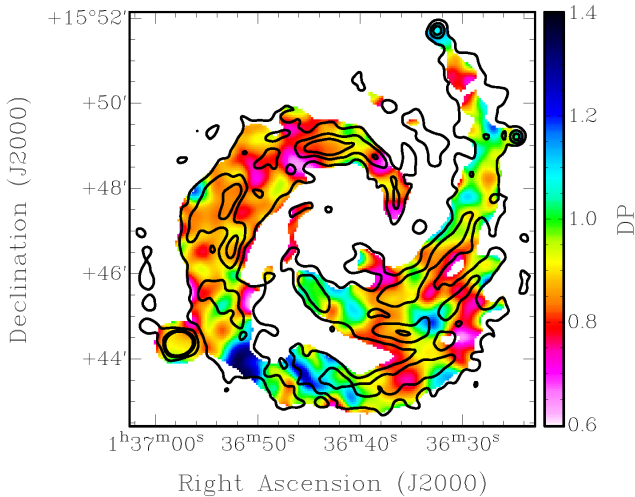 +15°52′
+50′
+48′
+46′
+44′
1ʰ37ᵐ00ˢ 36ᵐ50ˢ 36ᵐ40ˢ 36ᵐ30ˢ
Right Ascension (J2000)
Declination (J2000)
1.4
1.2
1.0
0.8
0.6
DP